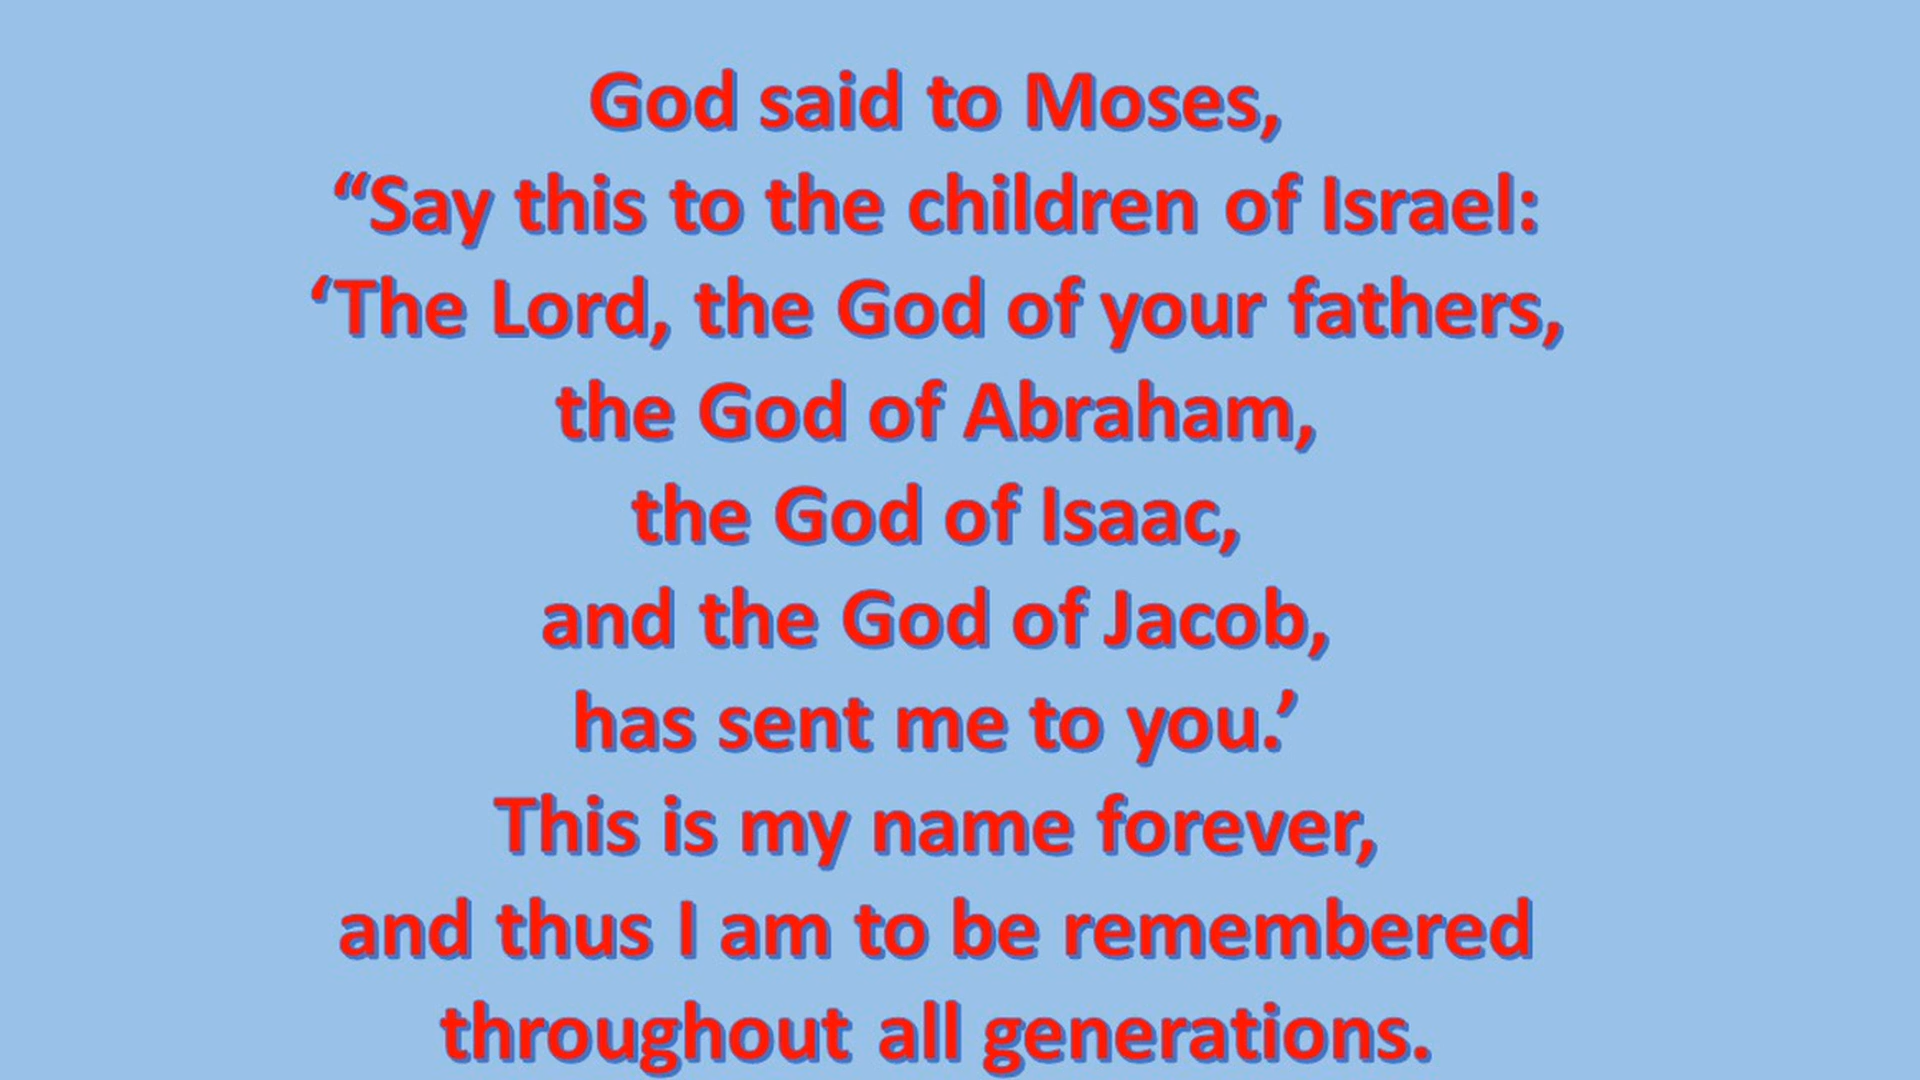 God said to Moses,
“Say this to the children of Israel:
‘The Lord, the God of your fathers,
the God of Abraham,
the God of Isaac,
and the God of Jacob,
has sent me to you.’
This is my name forever,
and thus I am to be remembered
throughout all generations.